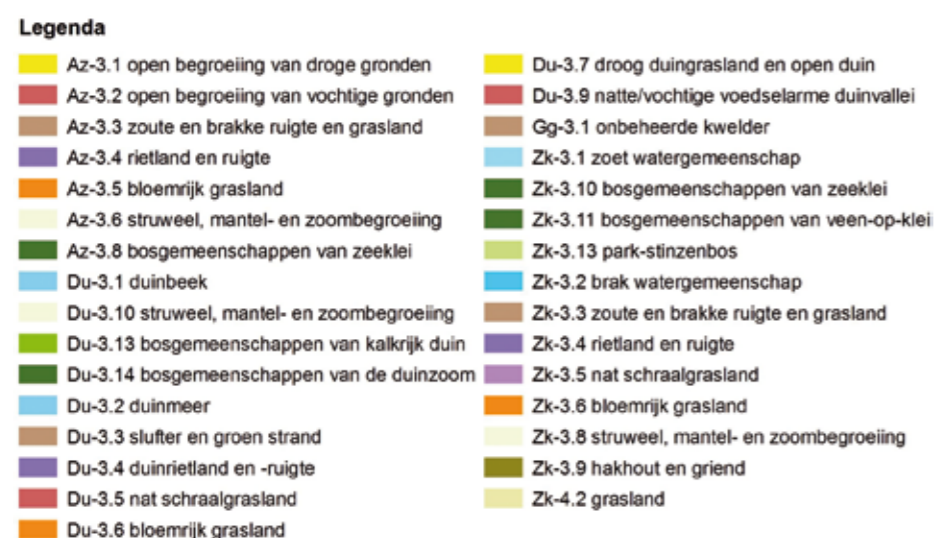 Legenda
Az-3.1 open begroeiing van droge gronden
Az-3.2 open begroeiing van vochtige gronden
Az-3.3 zoute en brakke ruigte en grasland
Az-3.4 rietland en ruigte
Az-3.5 bloemrijk grasland
Az-3.6 struweel, mantel- en zoombegroeiing
Az-3.8 bosgemeenschappen van zeeklei
Du-3.1 duinbeek
Du-3.10 struweel, mantel- en zoombegroeiing
Du-3.13 bosgemeenschappen van kalkrijk duin
Du-3.14 bosgemeenschappen van de duinzoom
Du-3.2 duinmeer
Du-3.3 slufter en groen strand
Du-3.4 duinrietland en -ruigte
Du-3.5 nat schraalgrasland
Du-3.6 bloemrijk grasland
Du-3.7 droog duingrasland en open duin
Du-3.9 natte/vochtige voedselarme duinvallei
Gg-3.1 onbeheerde kwelder
Zk-3.1 zoet watergemeenschap
Zk-3.10 bosgemeenschappen van zeeklei
Zk-3.11 bosgemeenschappen van veen-op-klei
Zk-3.13 park-stinzenbos
Zk-3.2 brak watergemeenschap
Zk-3.3 zoute en brakke ruigte en grasland
Zk-3.4 rietland en ruigte
Zk-3.5 nat schraalgrasland
Zk-3.6 bloemrijk grasland
Zk-3.8 struweel, mantel- en zoombegroeiing
Zk-3.9 hakhout en griend
Zk-4.2 grasland